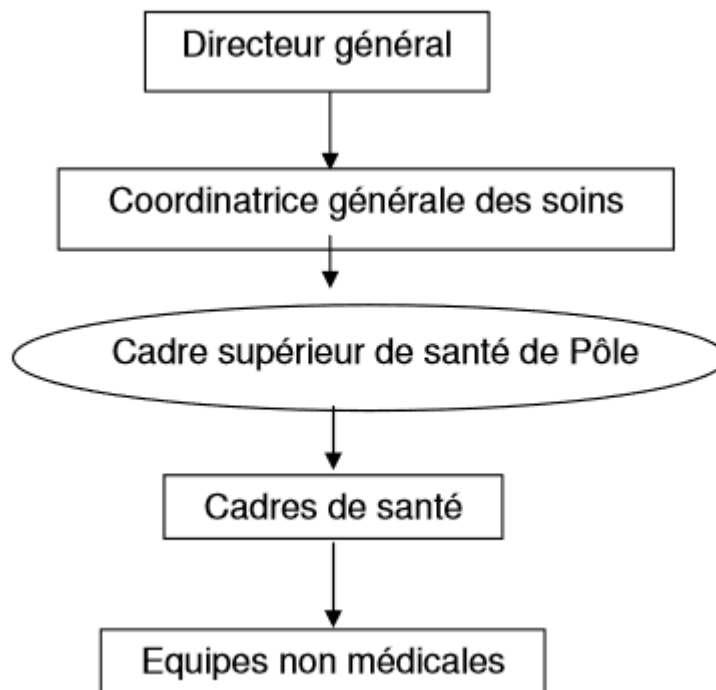 Directeur général
Coordinatrice générale des soins
Cadre supérieur de santé de Pôle
Cadres de santé
Equipes non médicales